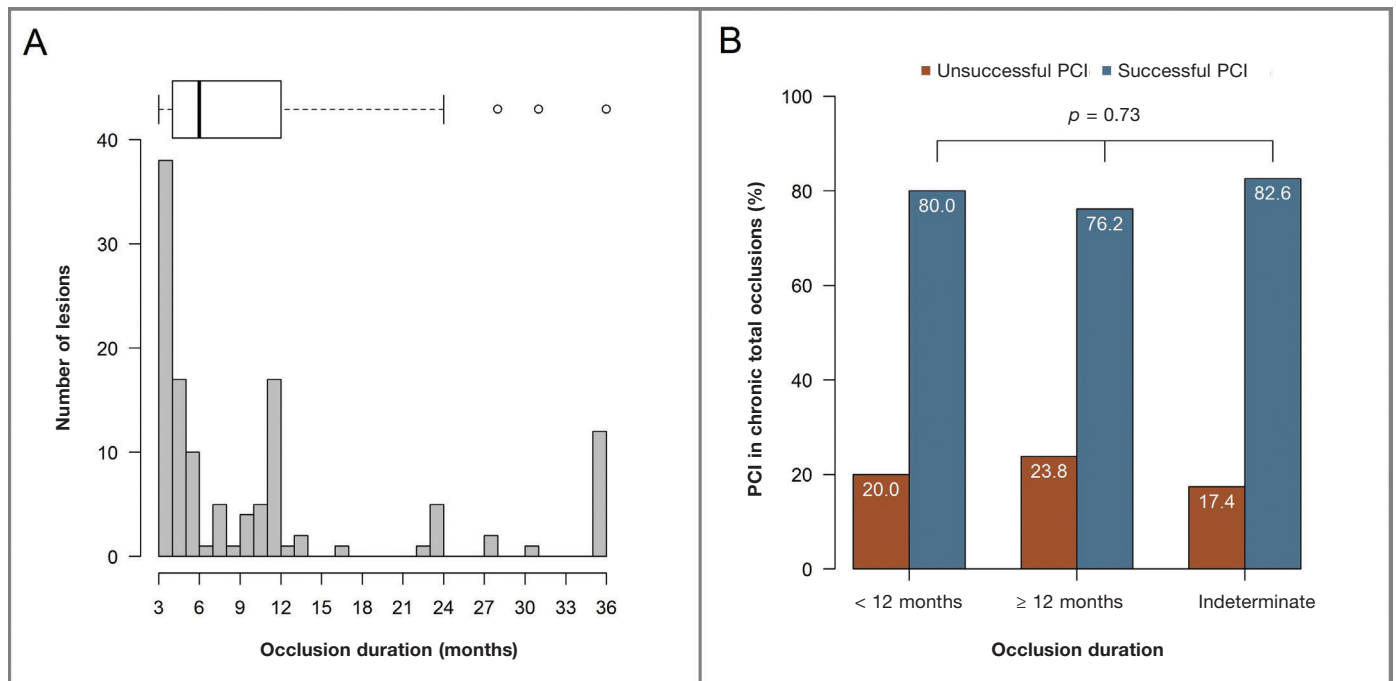 A
40
30
20
10
0
Number of lesions
3 6 9 12 15 18 21 24 27 30 33 36
Occlusion duration (months)
B
Unsuccessful PCI Successful PCI
p = 0.73
100
80
60
40
20
0
PCI in chronic total occlusions (%)
80.0
76.2
82.6
20.0
23.8
17.4
< 12 months ≥ 12 months Indeterminate
Occlusion duration